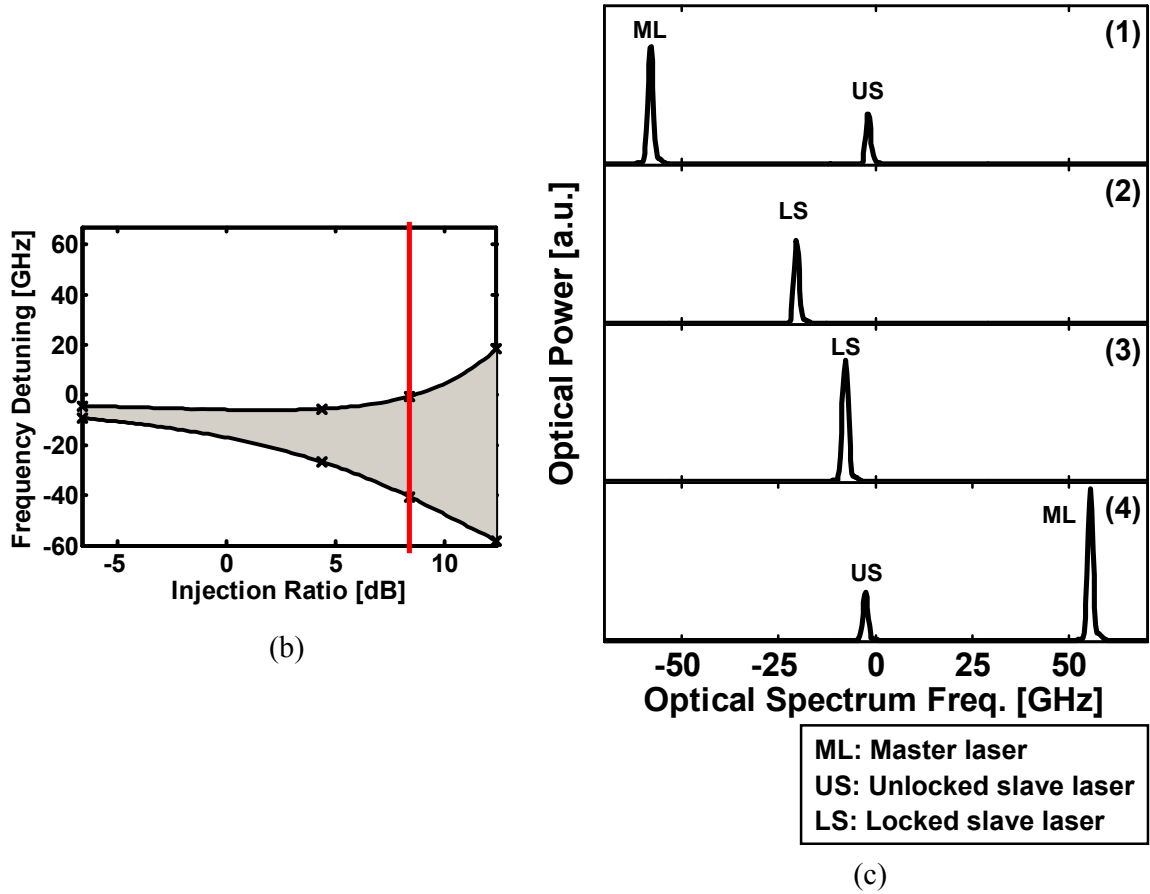 Frequency Detuning [GHz]
60
40
20
0
-20
-40
-60
-5 0 5 10
Injection Ratio [dB]
(b)
Optical Power [a.u.]
ML
US
(1)
LS
(2)
LS
(3)
ML
US
(4)
-50 -25 0 25 50
Optical Spectrum Freq. [GHz]
ML: Master laser
US: Unlocked slave laser
LS: Locked slave laser
(c)